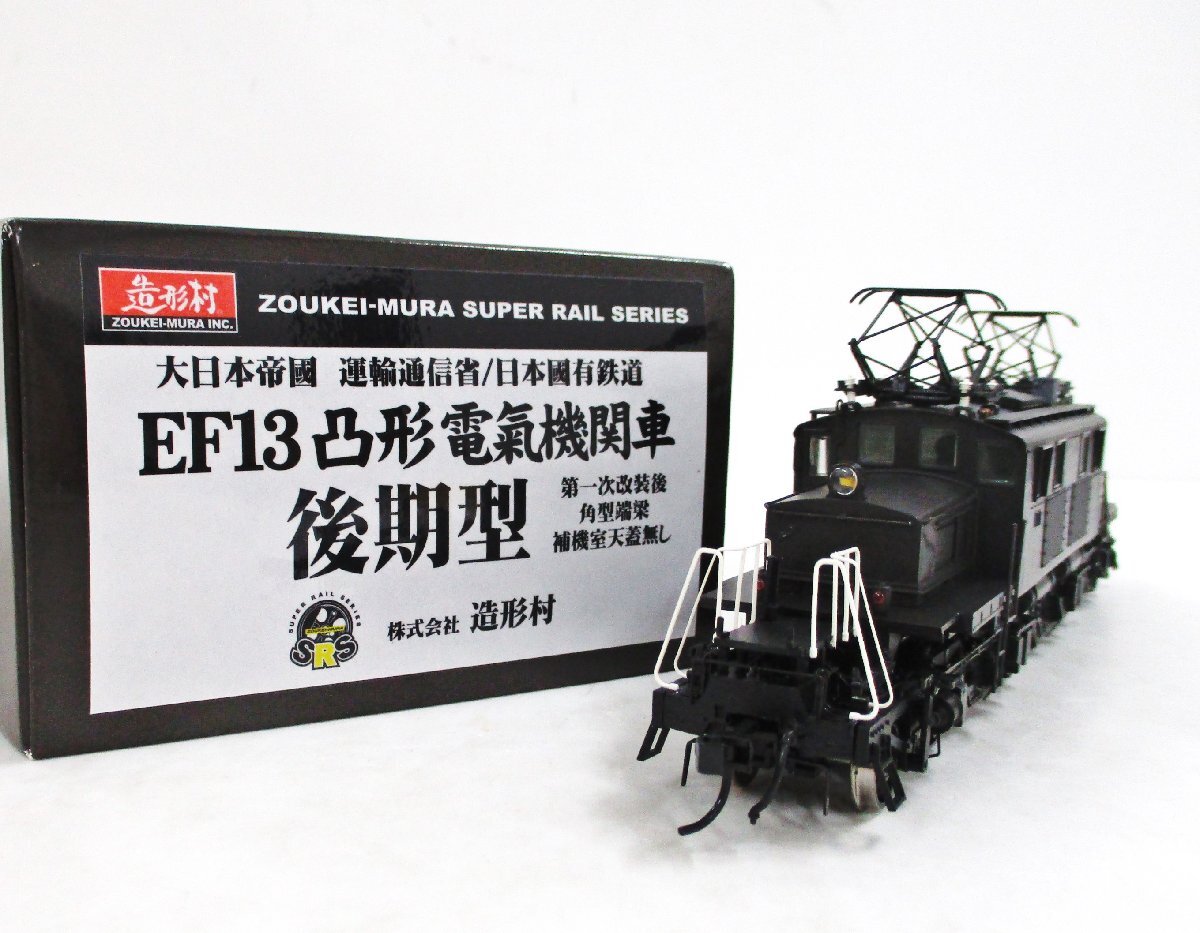 造形村
ZOUKEI-MURA INC.
ZOUKEI-MURA SUPER RAIL SERIES
大日本帝國 運輸通信省/日本國有鉄道
EF13 凸形電氣機関車
後期型
第一次改装後
角型端梁
補機室天蓋無し
SUPER RAIL SERIES
SRS
株式会社 造形村